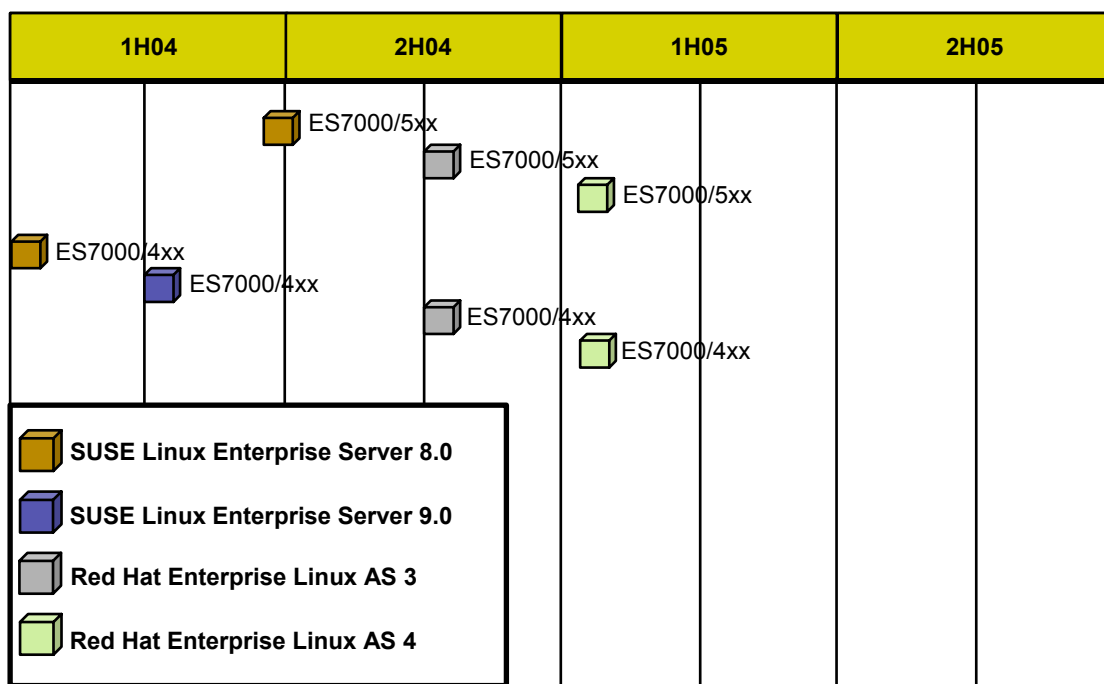 1H04
2H04
1H05
2H05
ES7000/5xx
ES7000/5xx
ES7000/5xx
ES7000/4xx
ES7000/4xx
ES7000/4xx
ES7000/4xx
SUSE Linux Enterprise Server 8.0
SUSE Linux Enterprise Server 9.0
Red Hat Enterprise Linux AS 3
Red Hat Enterprise Linux AS 4